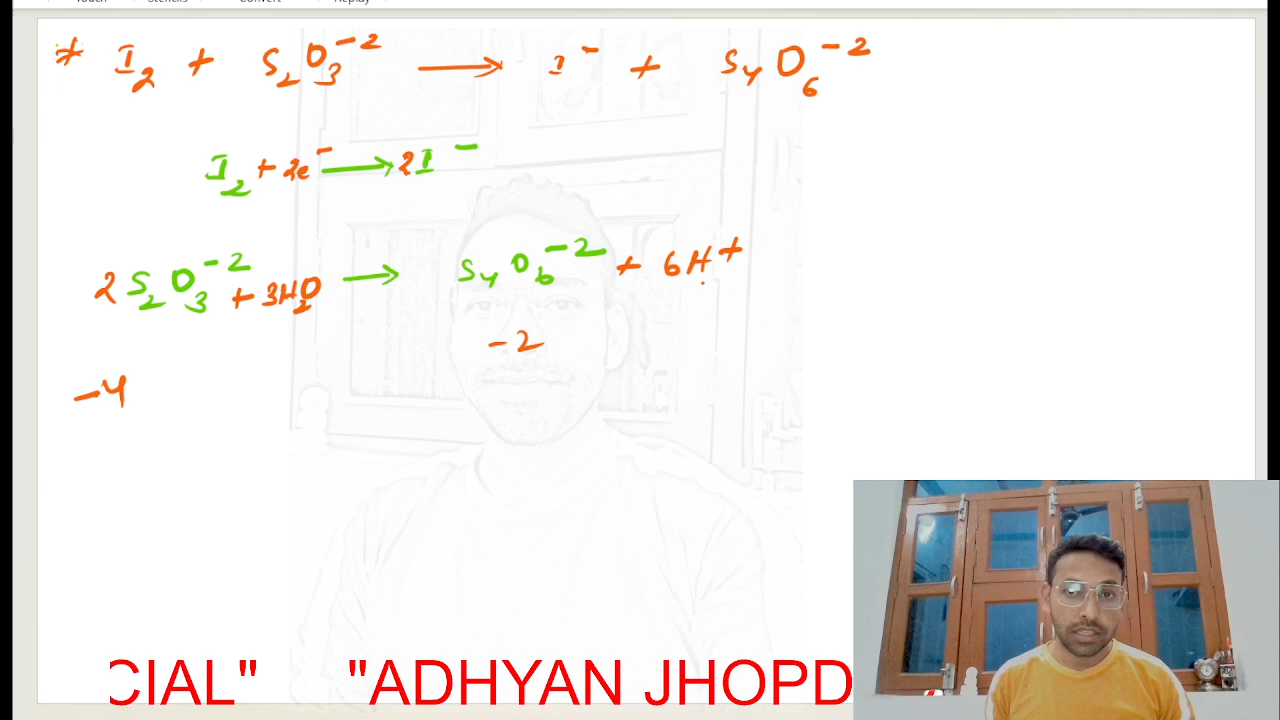 * I₂ + S₂O₃⁻² ⟶ I⁻ + S₄O₆⁻²
I₂ + 2e⁻ ⟶ 2I⁻
2S₂O₃⁻² + 3H₂O ⟶ S₄O₆⁻² + 6H⁺
-2
-4
CIAL" "ADHYAN JHOPD